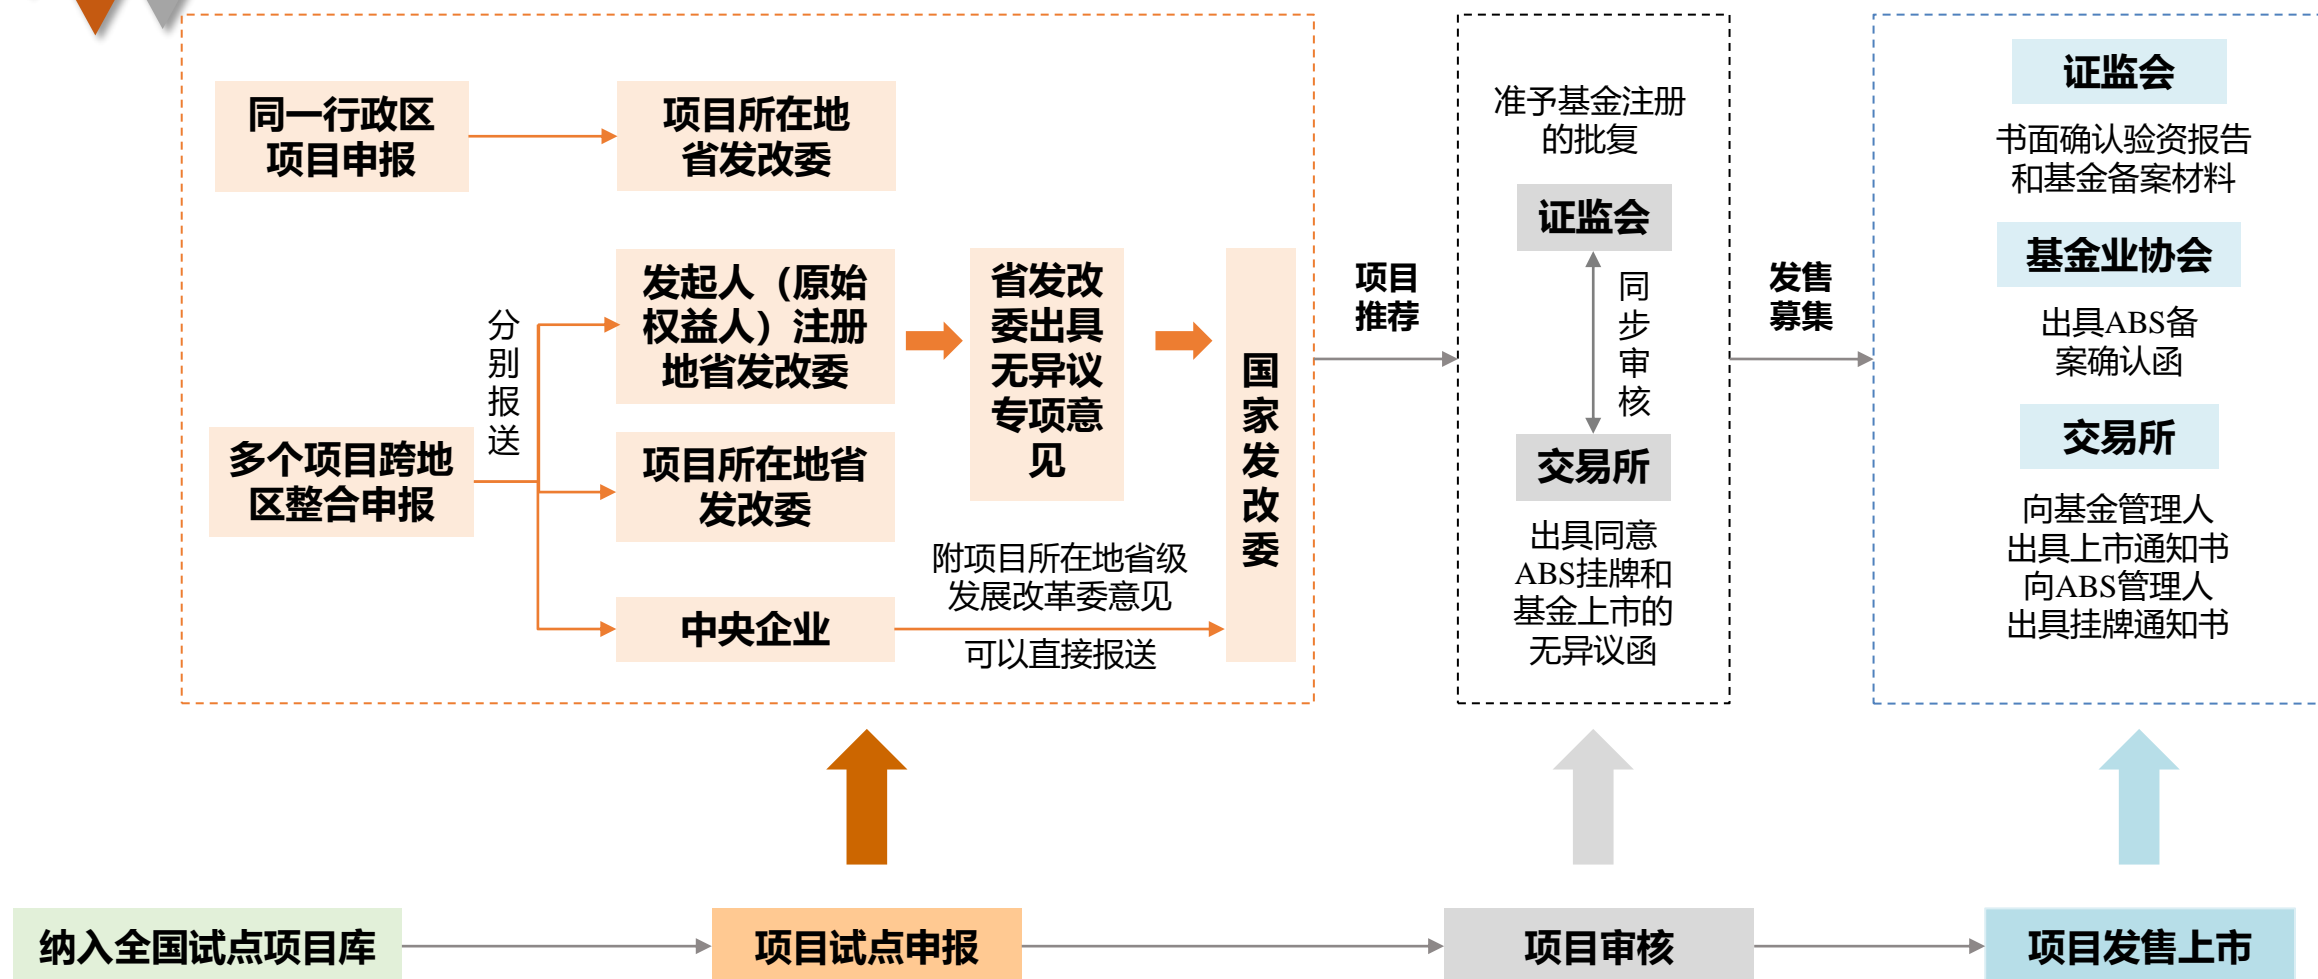 同一行政区
项目申报
项目所在地
省发改委
分
别
报
送
多个项目跨地
区整合申报
发起人（原始
权益人）注册
地省发改委
项目所在地省
发改委
中央企业
省发改
委出具
无异议
专项意
见
附项目所在地省级
发展改革委意见
可以直接报送
国
家
发
改
委
项目
推荐
准予基金注册
的批复
证监会
同
步
审
核
交易所
出具同意
ABS挂牌和
基金上市的
无异议函
发售
募集
证监会
书面确认验资报告
和基金备案材料
基金业协会
出具ABS备
案确认函
交易所
向基金管理人
出具上市通知书
向ABS管理人
出具挂牌通知书
纳入全国试点项目库
项目试点申报
项目审核
项目发售上市